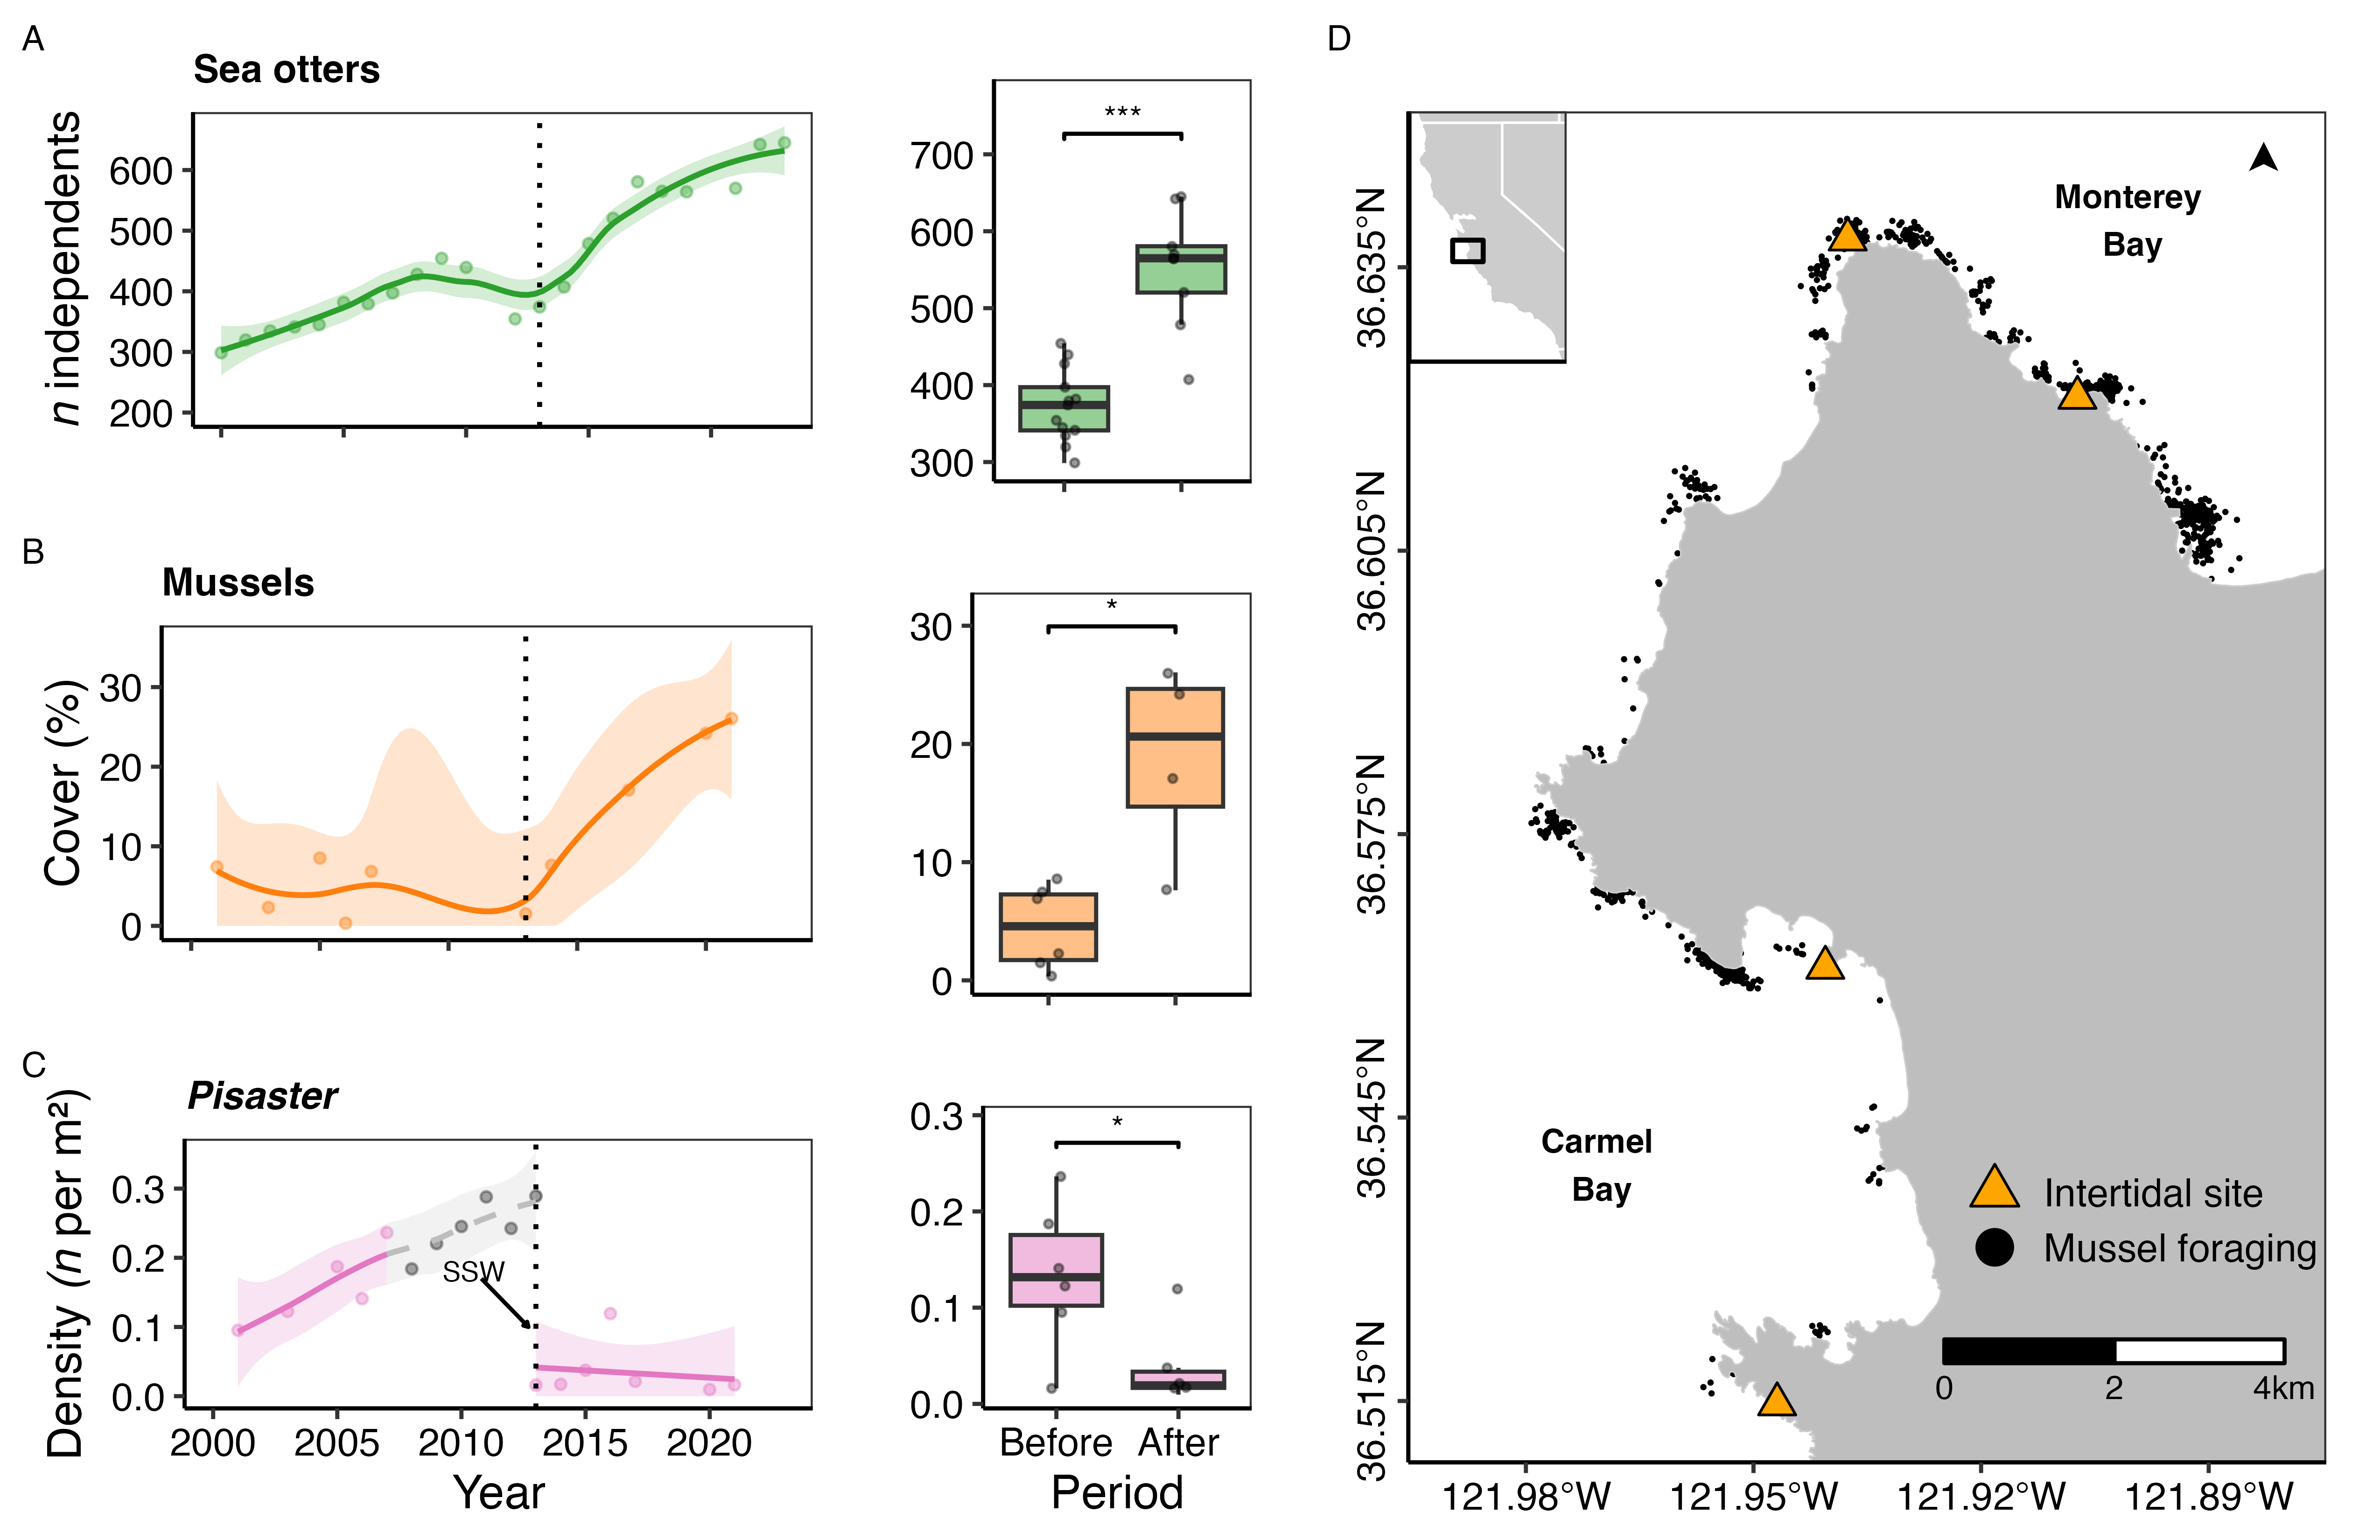 A
Sea otters
n independents
600
500
400
300
200
***
700
600
500
400
300
B
Mussels
Cover (%)
30
20
10
0
*
30
20
10
0
C
Pisaster
Density (n per m²)
0.3
0.2
0.1
0.0
SSW
2000 2005 2010 2015 2020
Year
*
0.3
0.2
0.1
0.0
Before After
Period
D
Monterey
Bay
36.635°N
36.605°N
36.575°N
36.545°N
36.515°N
Carmel
Bay
Intertidal site
Mussel foraging
0 2 4km
121.98°W 121.95°W 121.92°W 121.89°W